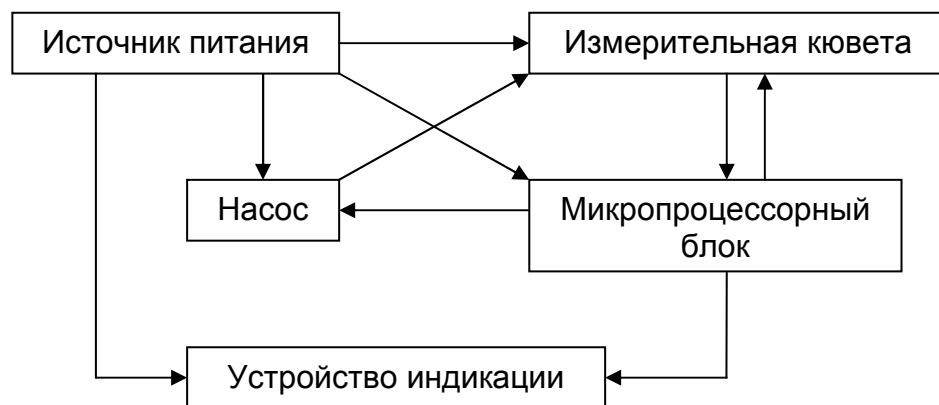 Источник питания
Измерительная кювета
Насос
Микропроцессорный
блок
Устройство индикации